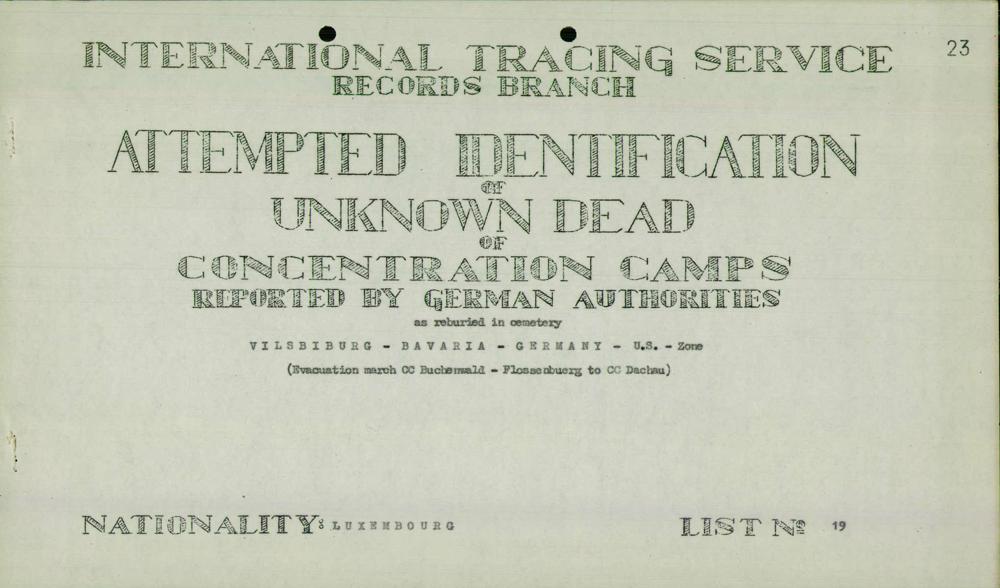 23
INTERNATIONAL TRACING SERVICE
RECORDS BRANCH
ATTEMPTED IDENTIFICATION
OF
UNKNOWN DEAD
OF
CONCENTRATION CAMPS
REPORTED BY GERMAN AUTHORITIES
as reburied in cemetery
VILSBIBURG - BAVARIA - GERMANY - U.S. - Zone
(Evacuation march CC Buchenwald - Flossenbuerg to CC Dachau)
NATIONALITY: LUXEMBOURG
LIST Nº 19